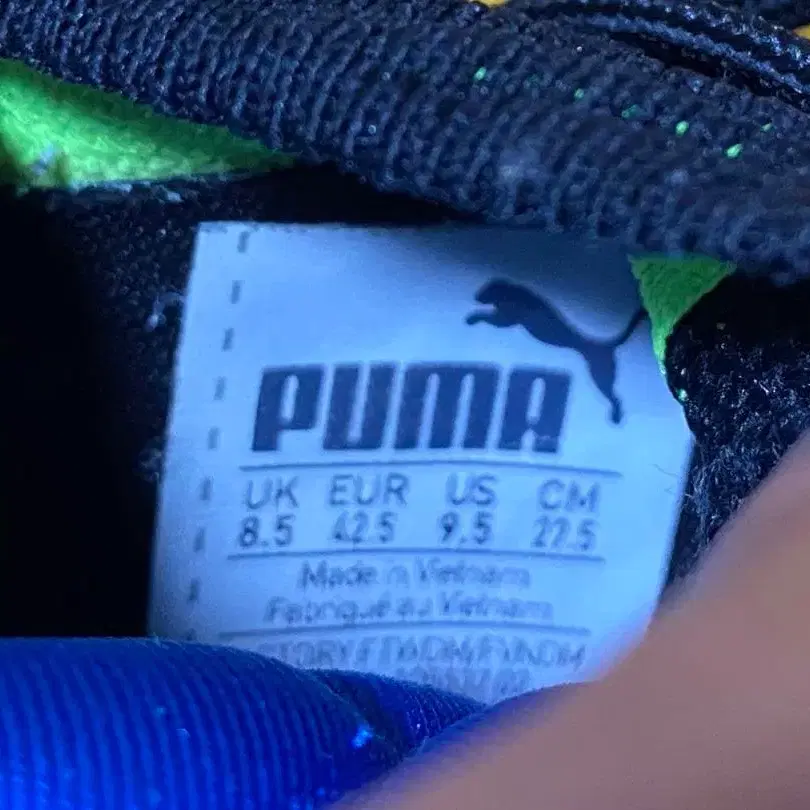 PUMA
UK EUR US CM
8.5 42.5 9.5 27.5
Made in Vietnam
Fabriqué au Vietnam